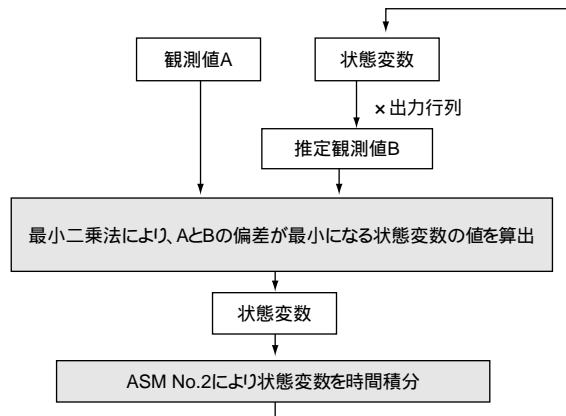 観測値A
状態変数
×出力行列
推定観測値B
最小二乗法により、AとBの偏差が最小になる状態変数の値を算出
状態変数
ASM No.2により状態変数を時間積分